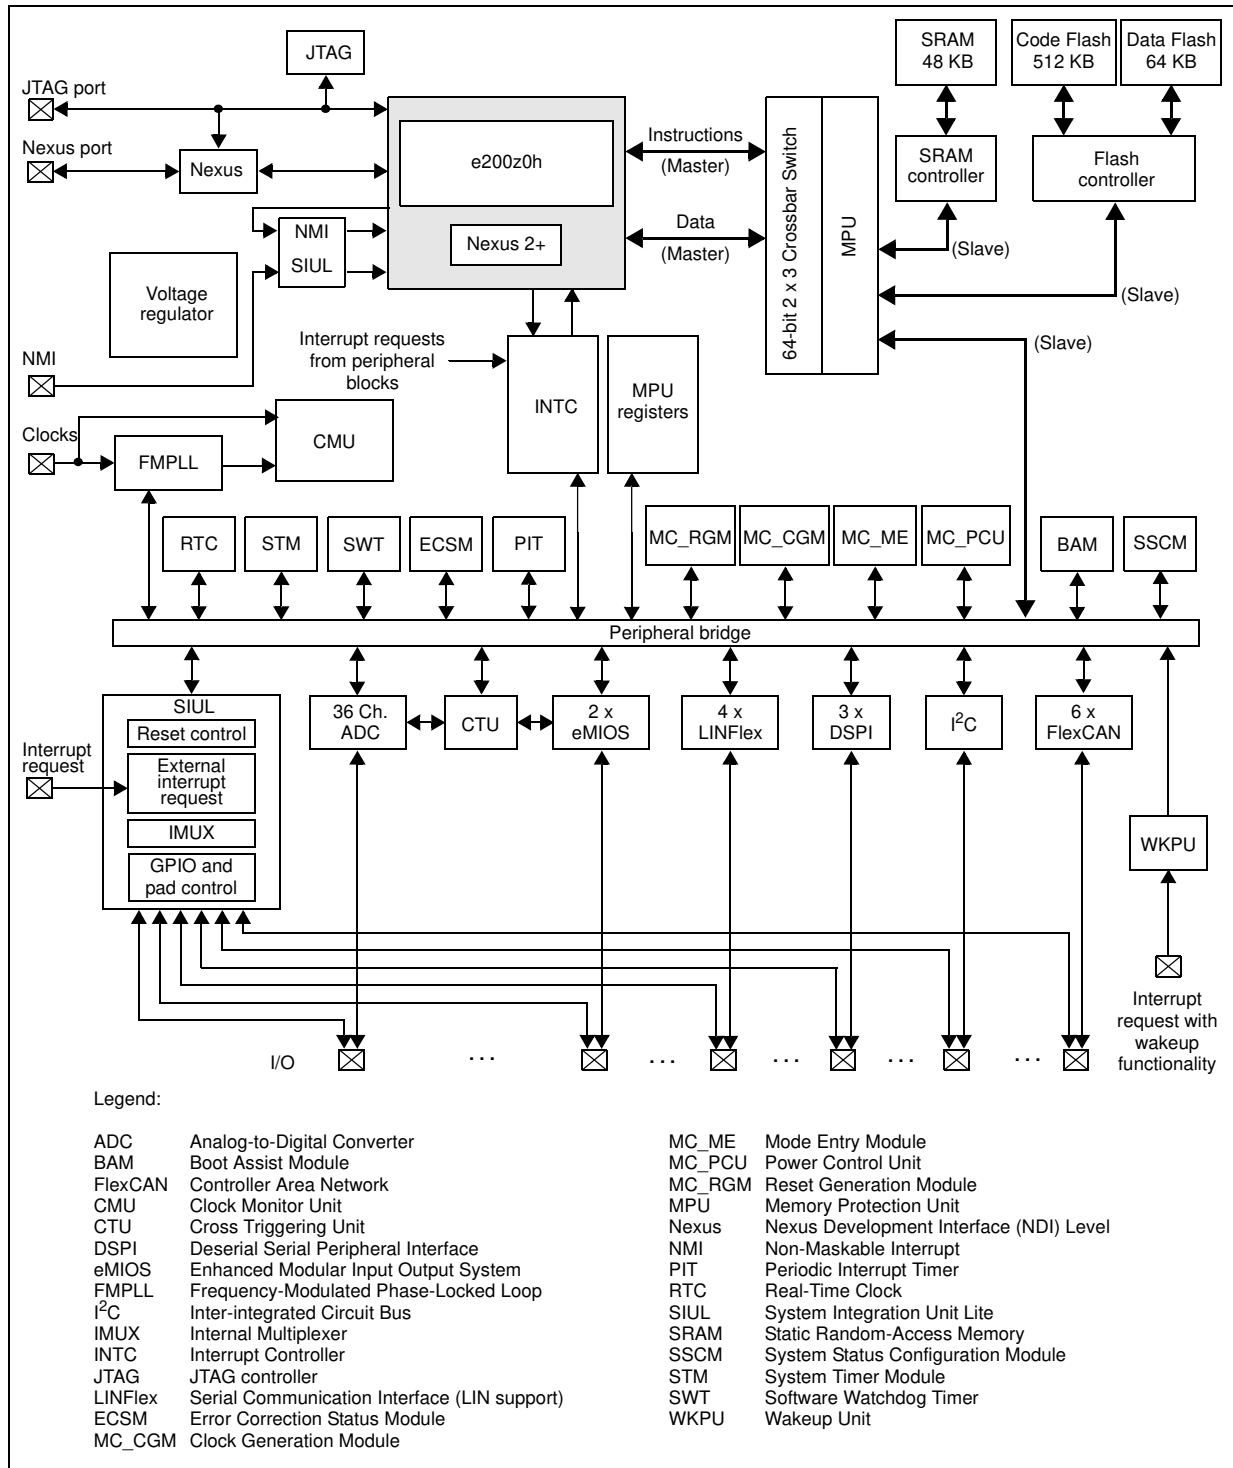 JTAG
SRAM
48 KB
Code Flash
512 KB
Data Flash
64 KB
JTAG port
Nexus port
Nexus
e200z0h
Nexus 2+
Instructions
(Master)
Data
(Master)
64-bit 2 x 3 Crossbar Switch
MPU
SRAM
controller
Flash
controller
(Slave)
(Slave)
(Slave)
NMI
SIUL
Voltage
regulator
NMI
Interrupt requests
from peripheral
blocks
INTC
MPU
registers
Clocks
FMPLL
CMU
RTC
STM
SWT
ECSM
PIT
MC_RGM
MC_CGM
MC_ME
MC_PCU
BAM
SSCM
Peripheral bridge
SIUL
Reset control
External
interrupt
request
IMUX
GPIO and
pad control
Interrupt
request
36 Ch.
ADC
CTU
2 x
eMIOS
4 x
LINFlex
3 x
DSPI
I2C
6 x
FlexCAN
WKPU
Interrupt
request with
wakeup
functionality
I/O
. . .
. . .
. . .
. . .
. . .
Legend:
ADC Analog-to-Digital Converter
BAM Boot Assist Module
FlexCAN Controller Area Network
CMU Clock Monitor Unit
CTU Cross Triggering Unit
DSPI Deserial Serial Peripheral Interface
eMIOS Enhanced Modular Input Output System
FMPLL Frequency-Modulated Phase-Locked Loop
I2C Inter-integrated Circuit Bus
IMUX Internal Multiplexer
INTC Interrupt Controller
JTAG JTAG controller
LINFlex Serial Communication Interface (LIN support)
ECSM Error Correction Status Module
MC_CGM Clock Generation Module
MC_ME Mode Entry Module
MC_PCU Power Control Unit
MC_RGM Reset Generation Module
MPU Memory Protection Unit
Nexus Nexus Development Interface (NDI) Level
NMI Non-Maskable Interrupt
PIT Periodic Interrupt Timer
RTC Real-Time Clock
SIUL System Integration Unit Lite
SRAM Static Random-Access Memory
SSCM System Status Configuration Module
STM System Timer Module
SWT Software Watchdog Timer
WKPU Wakeup Unit